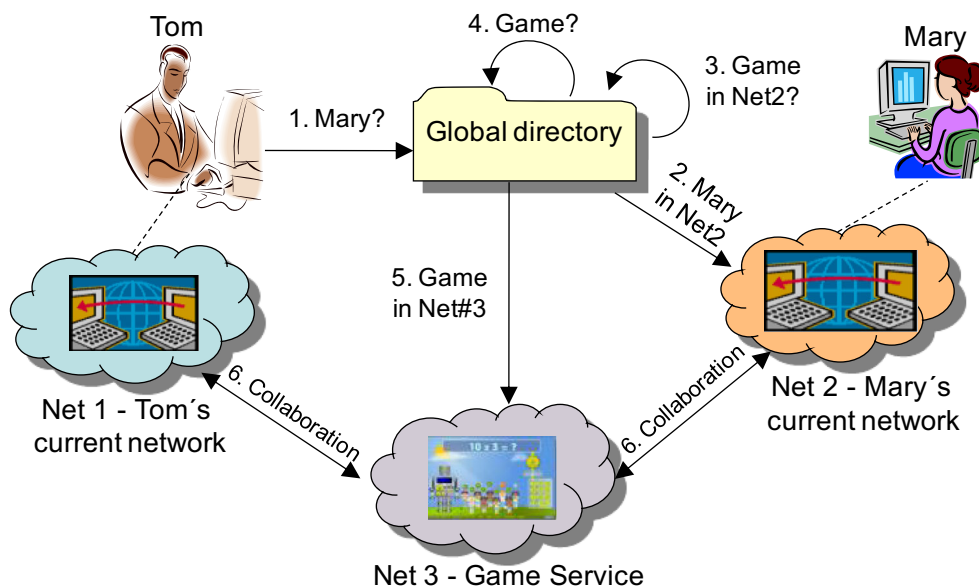 Tom
4. Game?
Mary
3. Game
in Net2?
1. Mary?
Global directory
2. Mary
in Net2
5. Game
in Net#3
10 x 3 = ?
6. Collaboration
6. Collaboration
Net 1 - Tom´s
current network
Net 2 - Mary´s
current network
Net 3 - Game Service